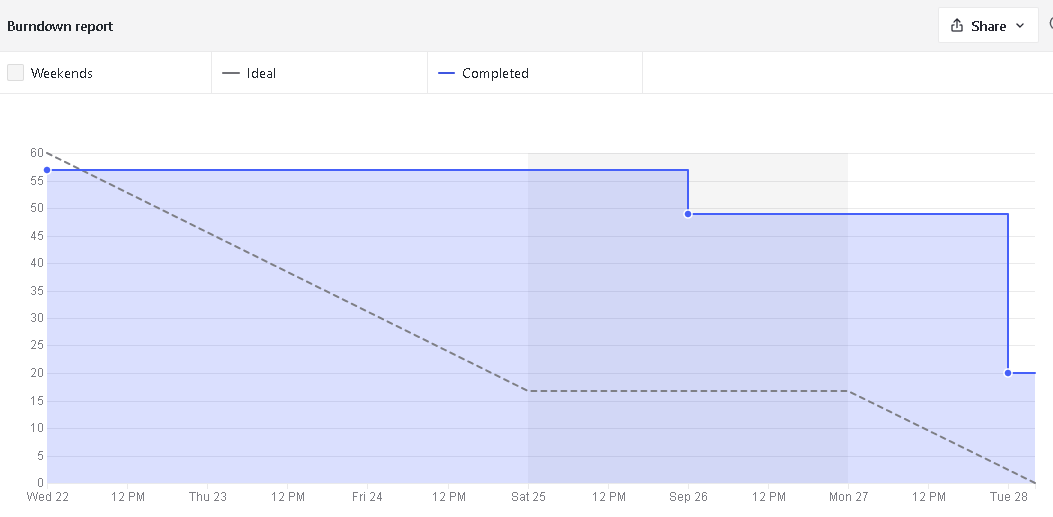 Burndown report
Share
Weekends
Ideal
Completed
60
55
50
45
40
35
30
25
20
15
10
5
0
Wed 22 12 PM Thu 23 12 PM Fri 24 12 PM Sat 25 12 PM Sep 26 12 PM Mon 27 12 PM Tue 28